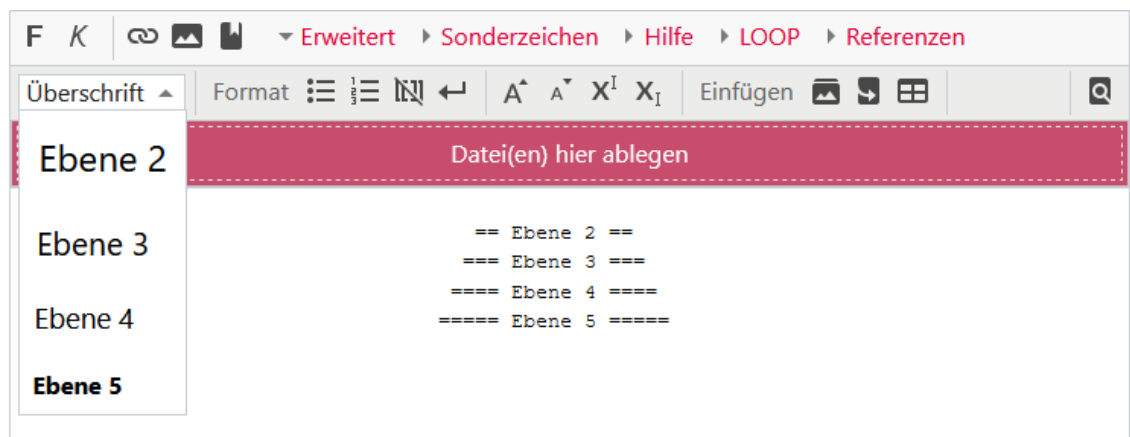 F K Erweitert Sonderzeichen Hilfe LOOP Referenzen
Überschrift Format A A X^I X_I Einfügen
Datei(en) hier ablegen
Ebene 2
Ebene 3
Ebene 4
Ebene 5
== Ebene 2 ==
=== Ebene 3 ===
==== Ebene 4 ====
===== Ebene 5 =====